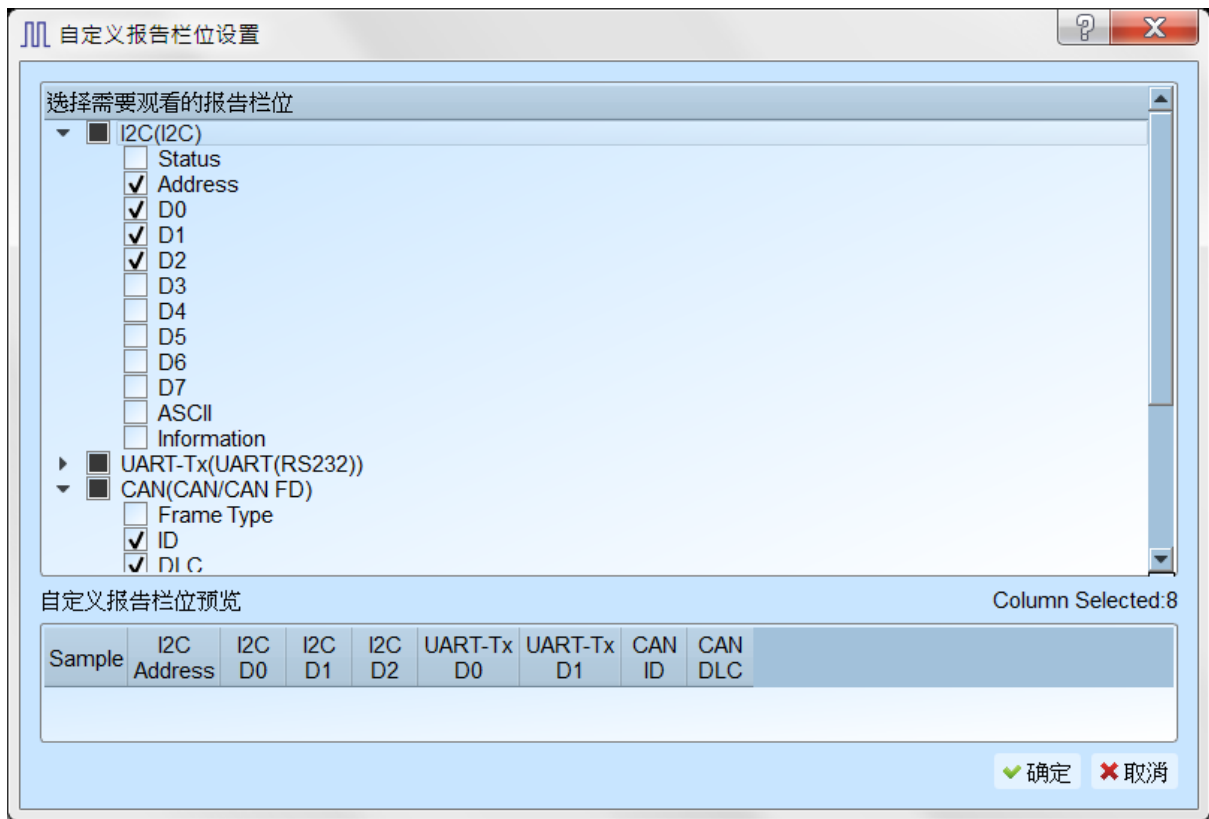 自定义报告栏位设置
选择需要观看的报告栏位
I2C(I2C)
Status
Address
D0
D1
D2
D3
D4
D5
D6
D7
ASCII
Information
UART-Tx(UART(RS232))
CAN(CAN/CAN FD)
Frame Type
ID
DLC
自定义报告栏位预览 Column Selected:8
Sample I2C Address I2C D0 I2C D1 I2C D2 UART-Tx D0 UART-Tx D1 CAN ID CAN DLC
确定 取消